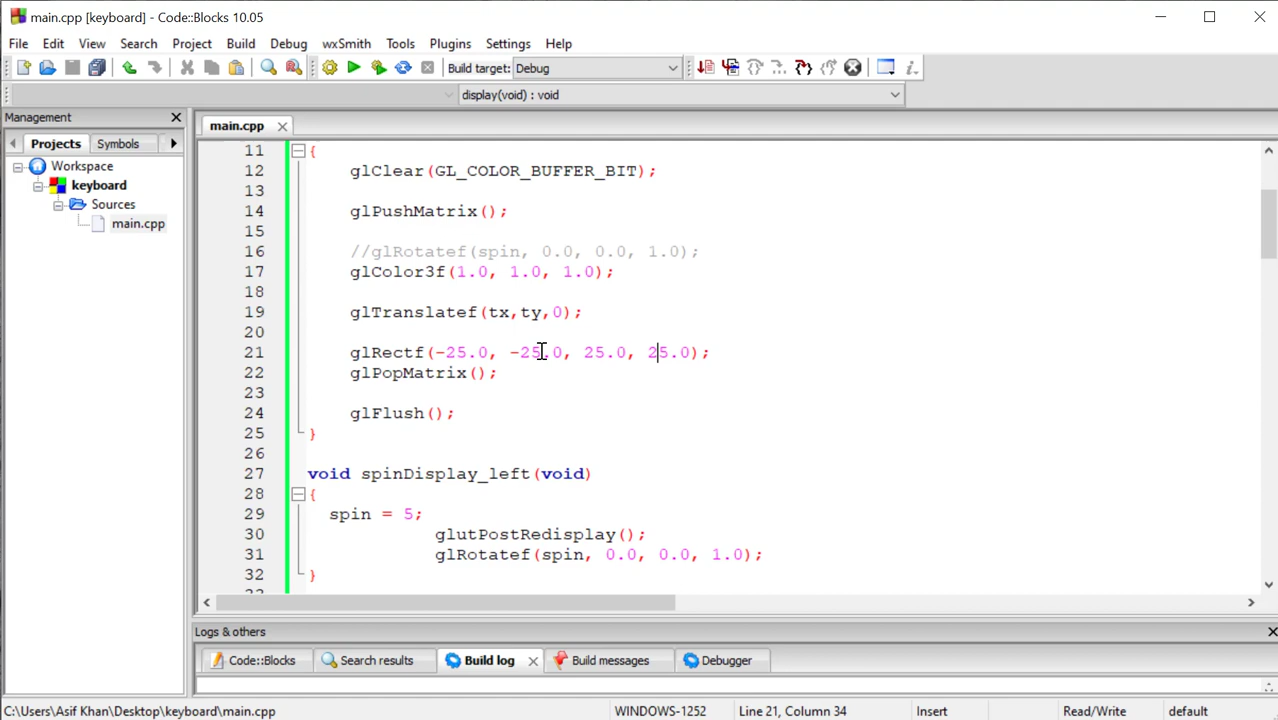 main.cpp [keyboard] - Code::Blocks 10.05
File Edit View Search Project Build Debug wxSmith Tools Plugins Settings Help
Build target: Debug
display(void) : void
Management
main.cpp
Projects Symbols
Workspace
keyboard
Sources
main.cpp
11 {
12 glClear(GL_COLOR_BUFFER_BIT);
13
14 glPushMatrix();
15
16 //glRotatef(spin, 0.0, 0.0, 1.0);
17 glColor3f(1.0, 1.0, 1.0);
18
19 glTranslatef(tx,ty,0);
20
21 glRectf(-25.0, -25.0, 25.0, 25.0);
22 glPopMatrix();
23
24 glFlush();
25 }
26
27 void spinDisplay_left(void)
28 {
29 spin = 5;
30 glutPostRedisplay();
31 glRotatef(spin, 0.0, 0.0, 1.0);
32 }
Logs & others
Code::Blocks Search results Build log Build messages Debugger
C:\Users\Asif Khan\Desktop\keyboard\main.cpp WINDOWS-1252 Line 21, Column 34 Insert Read/Write default